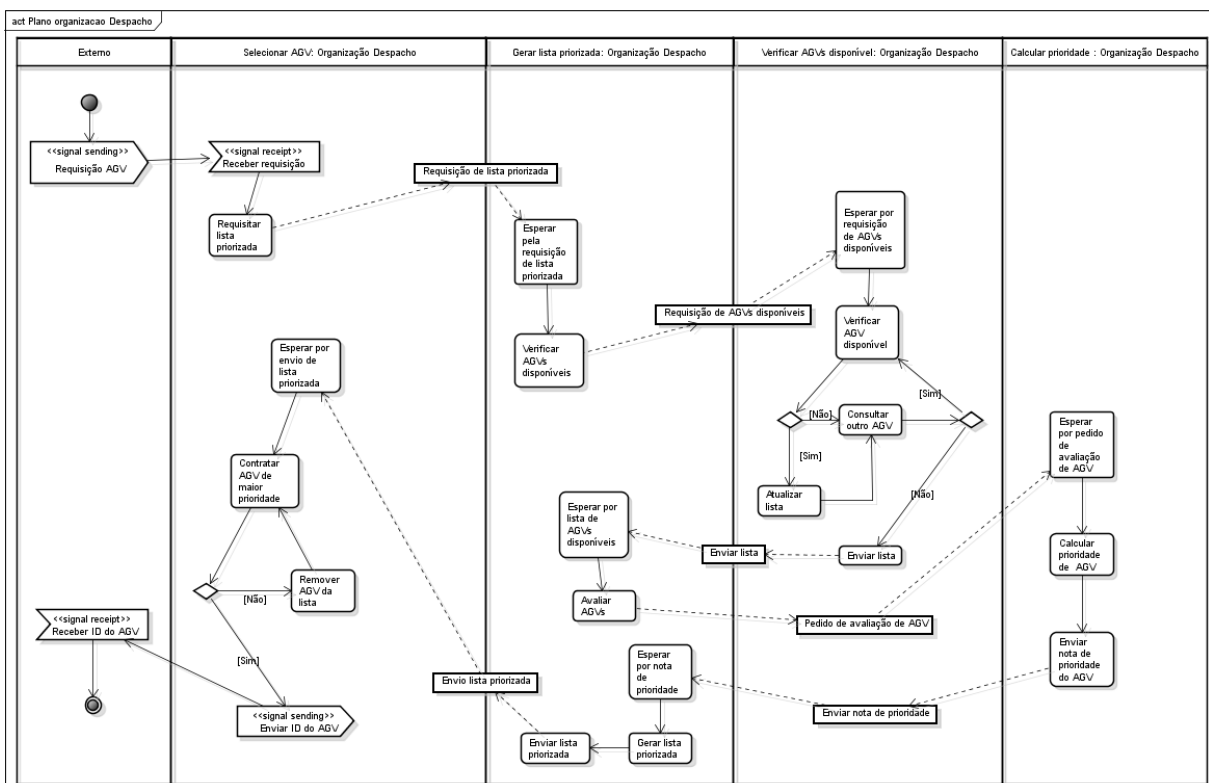 act Plano organizacao Despacho
Externo
Selecionar AGV: Organização Despacho
Gerar lista priorizada: Organização Despacho
Verificar AGVs disponível: Organização Despacho
Calcular prioridade : Organização Despacho
<<signal sending>>
Requisição AGV
<<signal receipt>>
Receber requisição
Requisitar
lista
priorizada
Requisição de lista priorizada
Esperar
pela
requisição
de lista
priorizada
Verificar
AGVs
disponíveis
Requisição de AGVs disponíveis
Esperar por
requisição
de AGVs
disponíveis
Verificar
AGV
disponível
[Não]
Consultar
outro AGV
[Sim]
[Sim]
Atualizar
lista
[Não]
Enviar lista
Enviar lista
Esperar por
lista de
AGVs
disponíveis
Avaliar
AGVs
Pedido de avaliação de AGV
Esperar
por pedido
de
avaliação
de AGV
Calcular
prioridade
de AGV
Enviar
nota de
prioridade
do AGV
Enviar nota de prioridade
Esperar
por nota
de
prioridade
Gerar lista
priorizada
Enviar lista
priorizada
Envio lista priorizada
Esperar por
envio de
lista
priorizada
Contratar
AGV de
maior
prioridade
[Não]
Remover
AGV da
lista
[Sim]
<<signal sending>>
Enviar ID do AGV
<<signal receipt>>
Receber ID do AGV